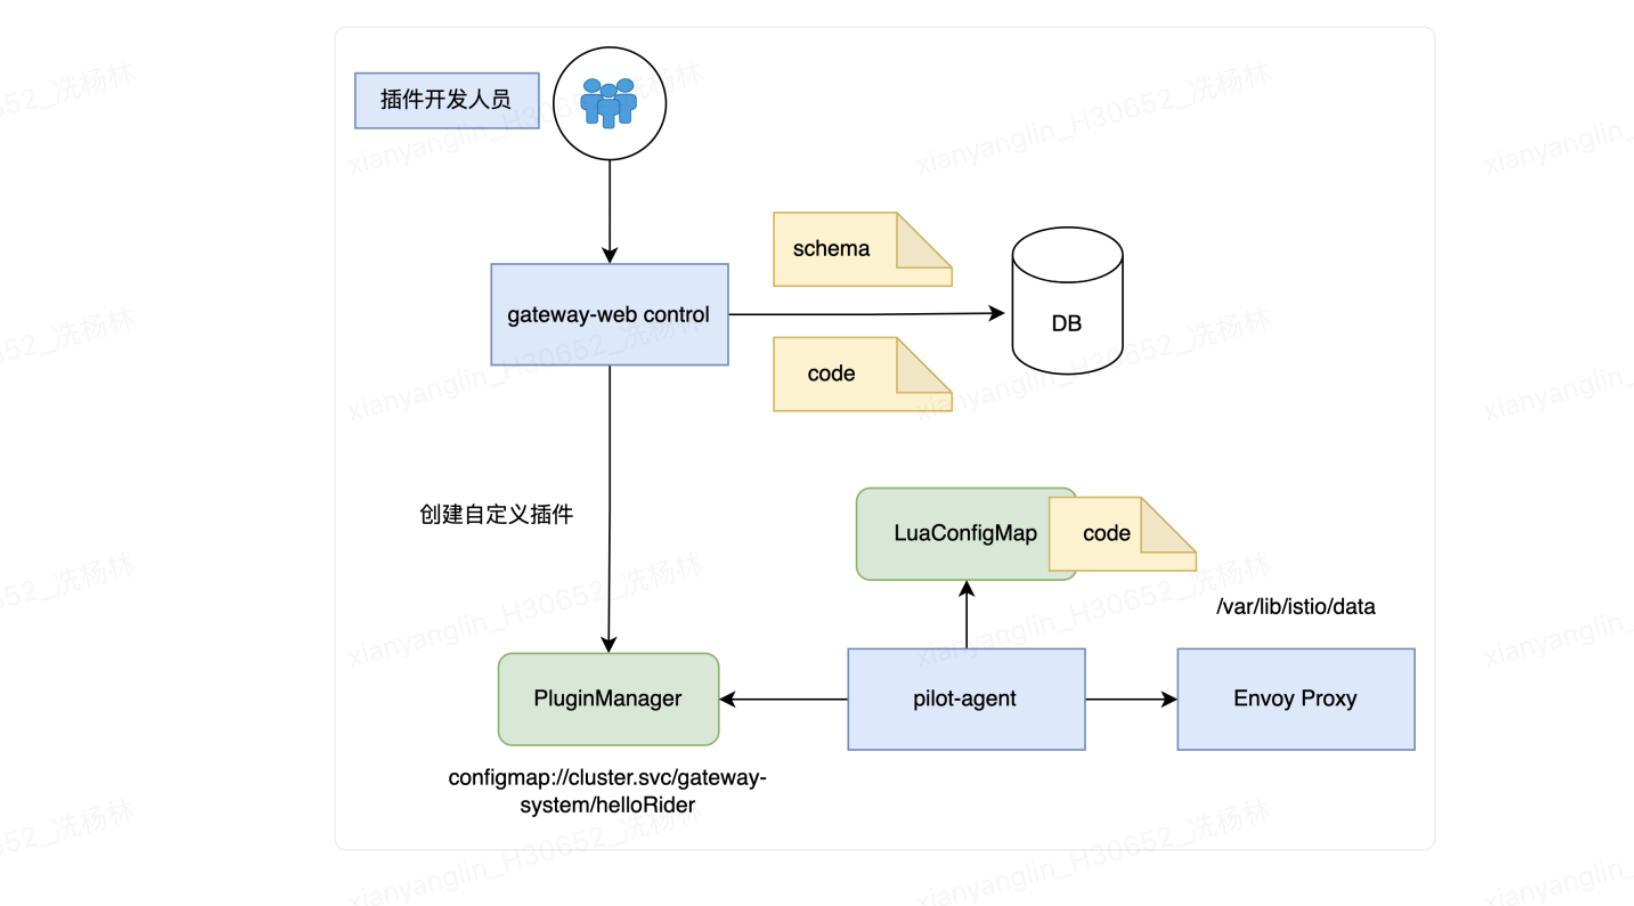 插件开发人员
schema
gateway-web control
DB
code
创建自定义插件
LuaConfigMap
code
/var/lib/istio/data
PluginManager
pilot-agent
Envoy Proxy
configmap://cluster.svc/gateway-
system/helloRider
xianyanglin_H30652_冼杨林